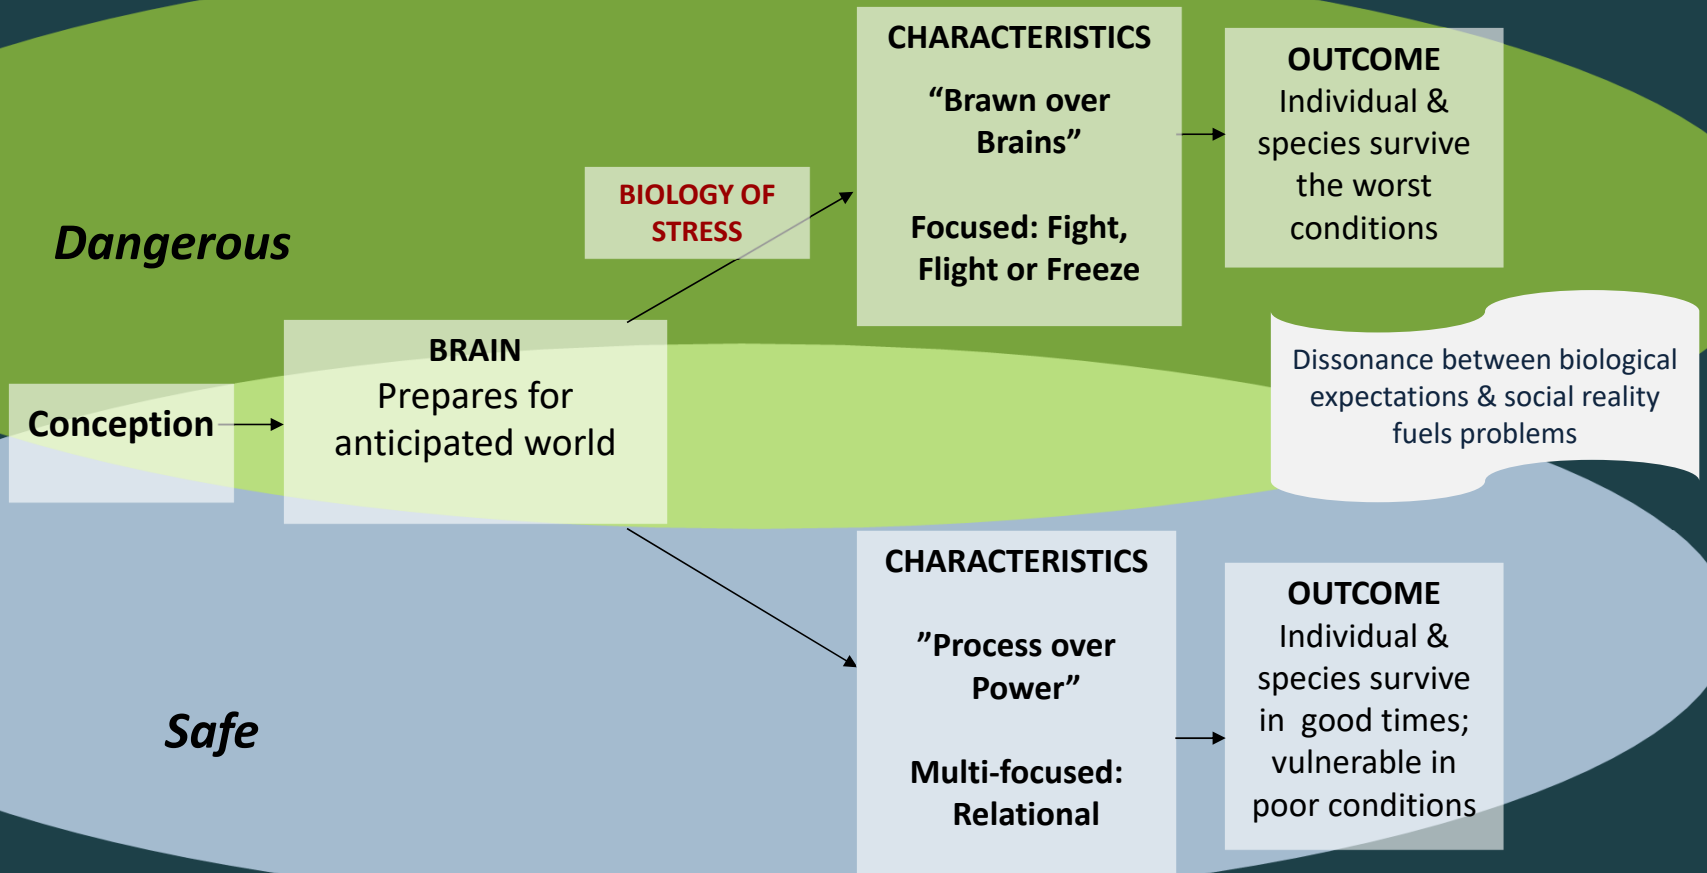 CHARACTERISTICS
“Brawn over
Brains”
Focused: Fight,
Flight or Freeze
OUTCOME
Individual &
species survive
the worst
conditions
BIOLOGY OF
STRESS
Dangerous
BRAIN
Prepares for
anticipated world
Conception
Dissonance between biological
expectations & social reality
fuels problems
CHARACTERISTICS
”Process over
Power”
Multi-focused:
Relational
OUTCOME
Individual &
species survive
in good times;
vulnerable in
poor conditions
Safe